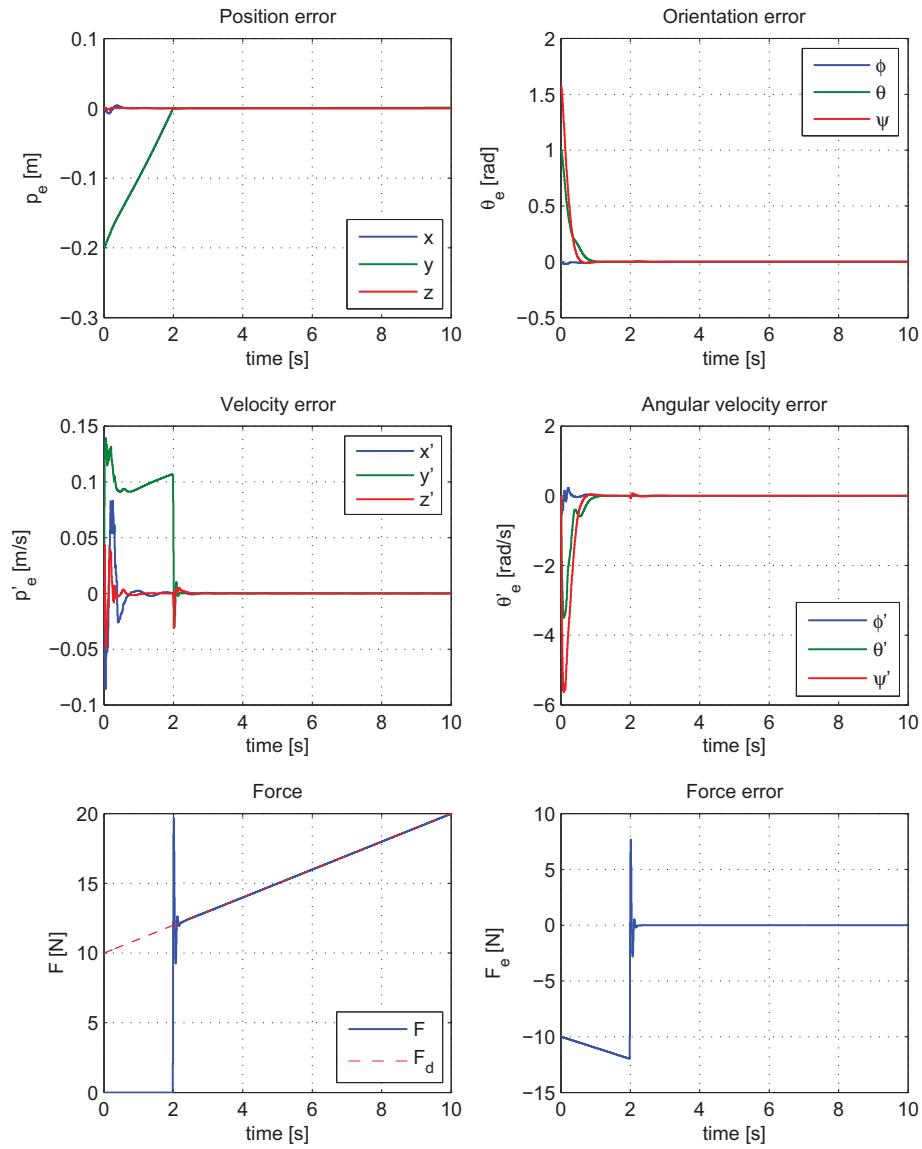 Position error
0.1
0
−0.1
−0.2
−0.3
p_e [m]
x
y
z
0 2 4 6 8 10
time [s]
Orientation error
2
1.5
1
0.5
0
−0.5
θ_e [rad]
ϕ
θ
ψ
0 2 4 6 8 10
time [s]
Velocity error
0.15
0.1
0.05
0
−0.05
−0.1
p'_e [m/s]
x'
y'
z'
0 2 4 6 8 10
time [s]
Angular velocity error
2
0
−2
−4
−6
θ'_e [rad/s]
ϕ'
θ'
ψ'
0 2 4 6 8 10
time [s]
Force
20
15
10
5
0
F [N]
F
F_d
0 2 4 6 8 10
time [s]
Force error
10
5
0
−5
−10
−15
F_e [N]
0 2 4 6 8 10
time [s]